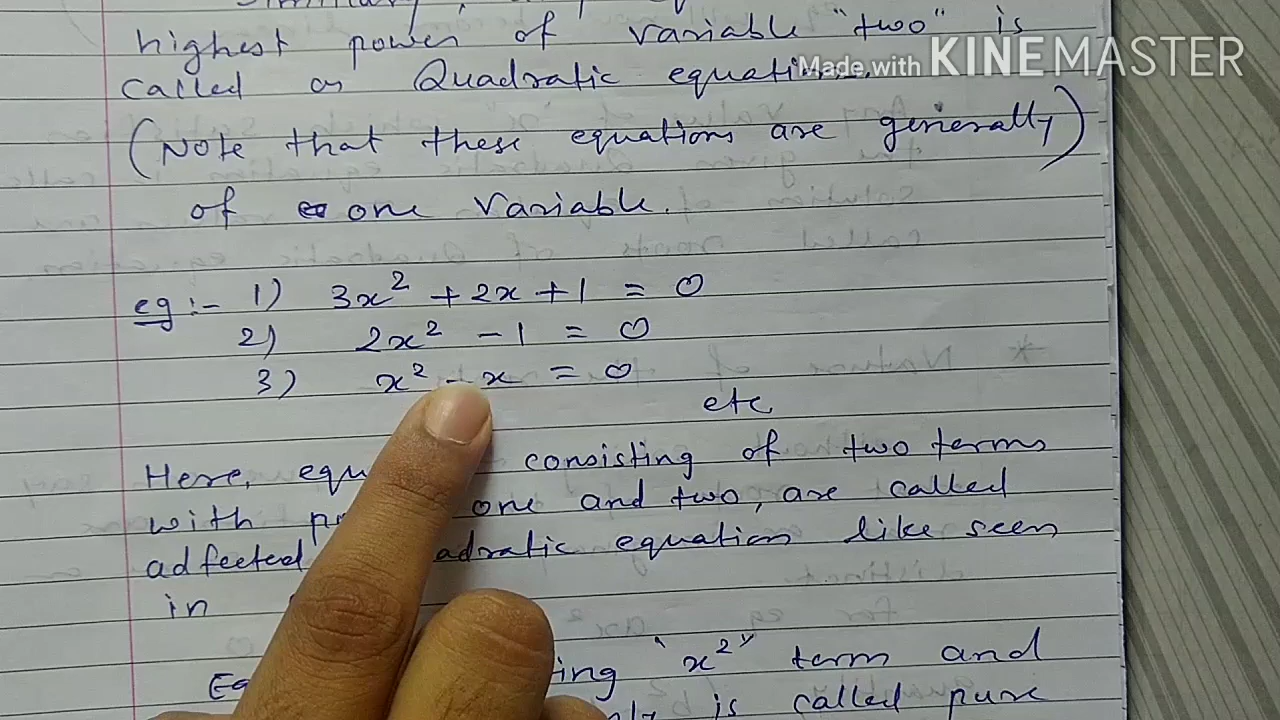 highest power of variable "two" is
Made with KINEMASTER
called as Quadratic equations.
(Note that these equations are generally)
of one variable.
eg :- 1) 3x² + 2x + 1 = 0
2) 2x² - 1 = 0
3) x² - x = 0
etc
Here, consisting of two terms
with one and two, are called
adfected equation like seen
in
x²" term and
is called pure